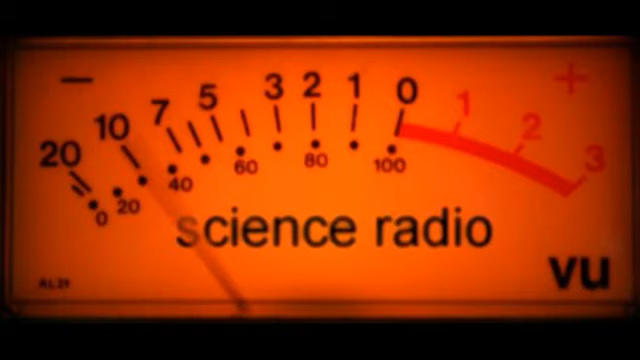 − 20 10 7 5 3 2 1 0 1 2 3 +
0 20 40 60 80 100
science radio
vu